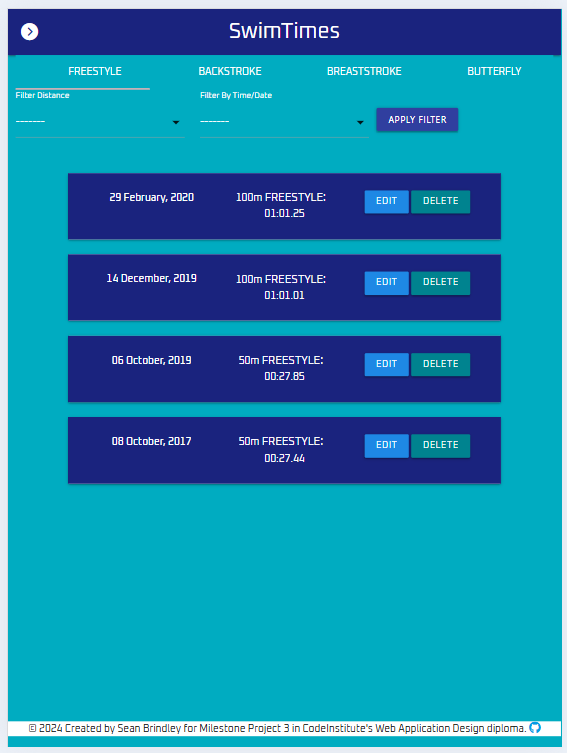 SwimTimes
FREESTYLE BACKSTROKE BREASTSTROKE BUTTERFLY
Filter Distance Filter By Time/Date
------- ------- APPLY FILTER
29 February, 2020 100m FREESTYLE: EDIT DELETE
01:01.25
14 December, 2019 100m FREESTYLE: EDIT DELETE
01:01.01
06 October, 2019 50m FREESTYLE: EDIT DELETE
00:27.85
08 October, 2017 50m FREESTYLE: EDIT DELETE
00:27.44
© 2024 Created by Sean Brindley for Milestone Project 3 in CodeInstitute's Web Application Design diploma.